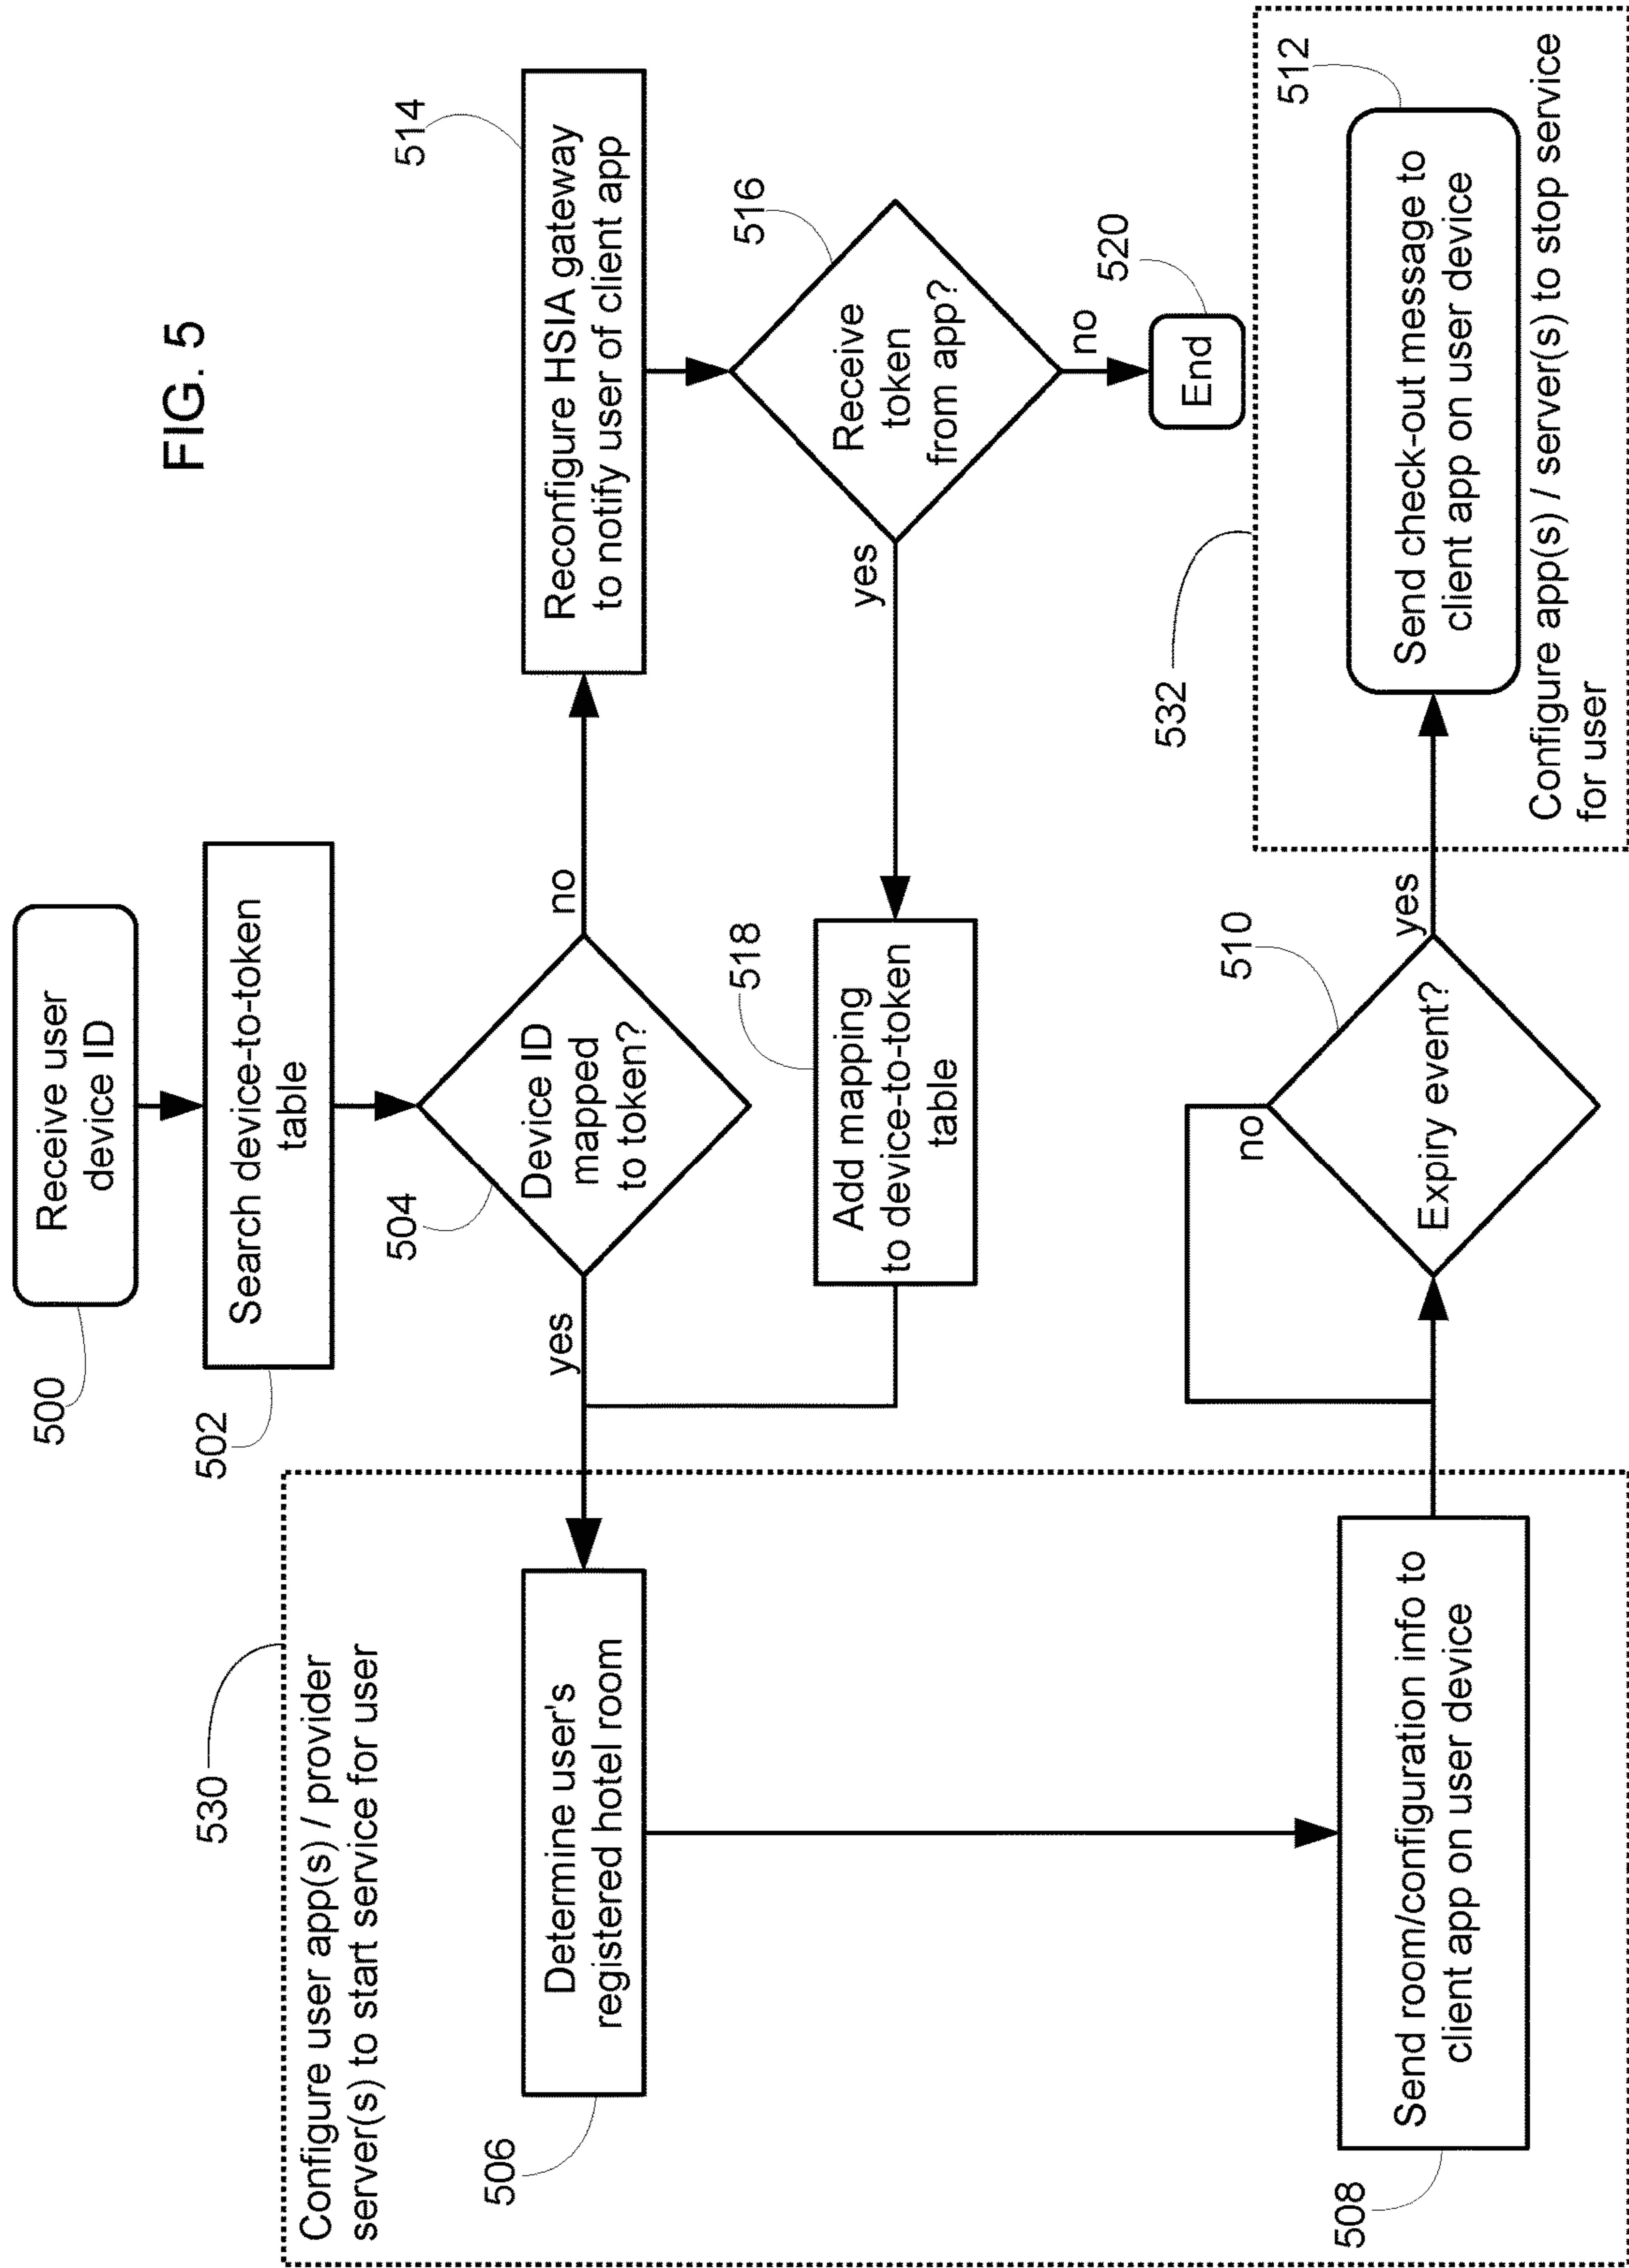 FIG. 5
500
Receive user
device ID
502
Search device-to-token
table
504
Device ID
mapped
to token?
yes
no
514
Reconfigure HSIA gateway
to notify user of client app
516
Receive
token
from app?
yes
no
518
Add mapping
to device-to-token
table
520
End
530
Configure user app(s) / provider
server(s) to start service for user
506
Determine user's
registered hotel room
508
Send room/configuration info to
client app on user device
510
Expiry event?
no
yes
532
512
Send check-out message to
client app on user device
Configure app(s) / server(s) to stop service
for user